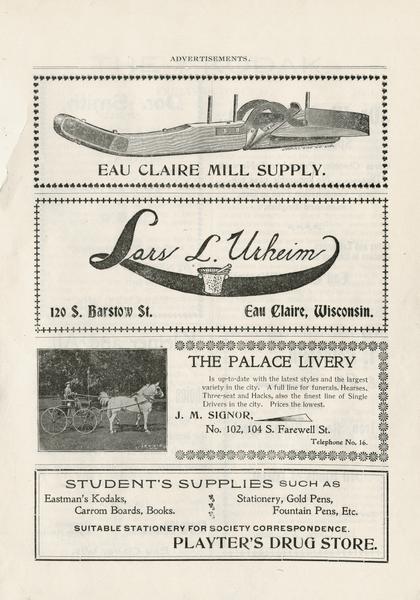 ADVERTISEMENTS.
EAU CLAIRE MILL SUPPLY.
Lars L. Urheim
120 S. Barstow St. Eau Claire, Wisconsin.
THE PALACE LIVERY
Is up-to-date with the latest styles and the largest
variety in the city. A full line for funerals. Hearses,
Three-seat and Hacks, also the finest line of Single
Drivers in the city. Prices the lowest.
J. M. SIGNOR,
No. 102, 104 S. Farewell St.
Telephone No. 16.
STUDENT'S SUPPLIES SUCH AS
Eastman's Kodaks, Stationery, Gold Pens,
Carrom Boards, Books. Fountain Pens, Etc.
SUITABLE STATIONERY FOR SOCIETY CORRESPONDENCE.
PLAYTER'S DRUG STORE.